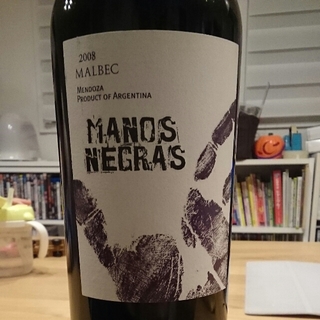 2008
MALBEC
MENDOZA
PRODUCT OF ARGENTINA
MANOS
NEGRAS